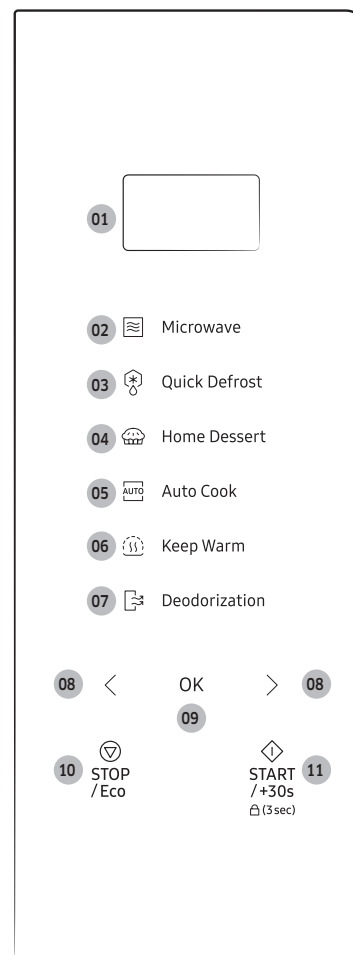 01
02 Microwave
03 Quick Defrost
04 Home Dessert
05 AUTO Auto Cook
06 Keep Warm
07 Deodorization
08 < OK > 08
09
10 STOP START 11
/Eco /+30s
(3 sec)